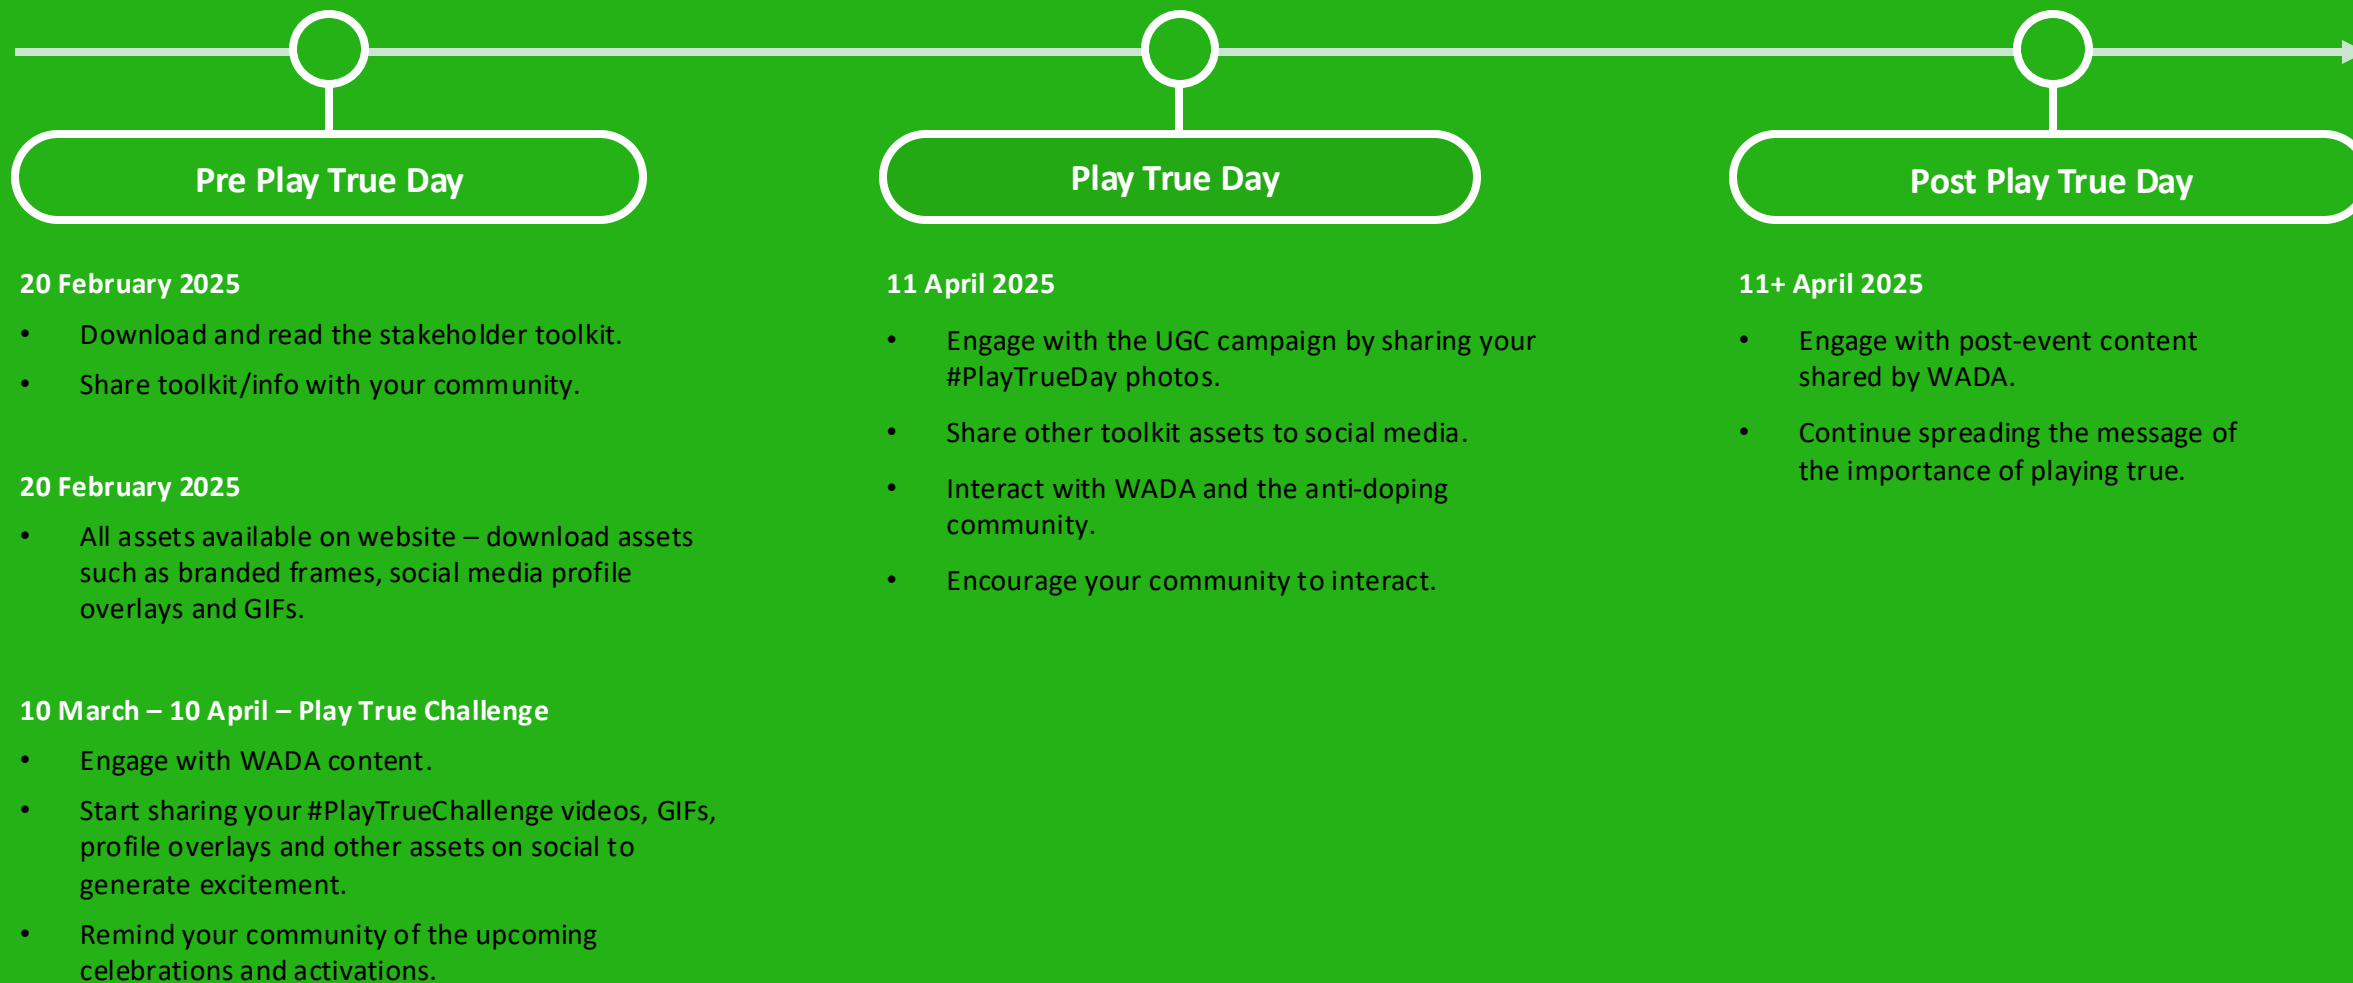 Pre Play True Day
20 February 2025
• Download and read the stakeholder toolkit.
• Share toolkit/info with your community.
20 February 2025
• All assets available on website – download assets
such as branded frames, social media profile
overlays and GIFs.
10 March – 10 April – Play True Challenge
• Engage with WADA content.
• Start sharing your #PlayTrueChallenge videos, GIFs,
profile overlays and other assets on social to
generate excitement.
• Remind your community of the upcoming
celebrations and activations.
Play True Day
11 April 2025
• Engage with the UGC campaign by sharing your
#PlayTrueDay photos.
• Share other toolkit assets to social media.
• Interact with WADA and the anti-doping
community.
• Encourage your community to interact.
Post Play True Day
11+ April 2025
• Engage with post-event content
shared by WADA.
• Continue spreading the message of
the importance of playing true.